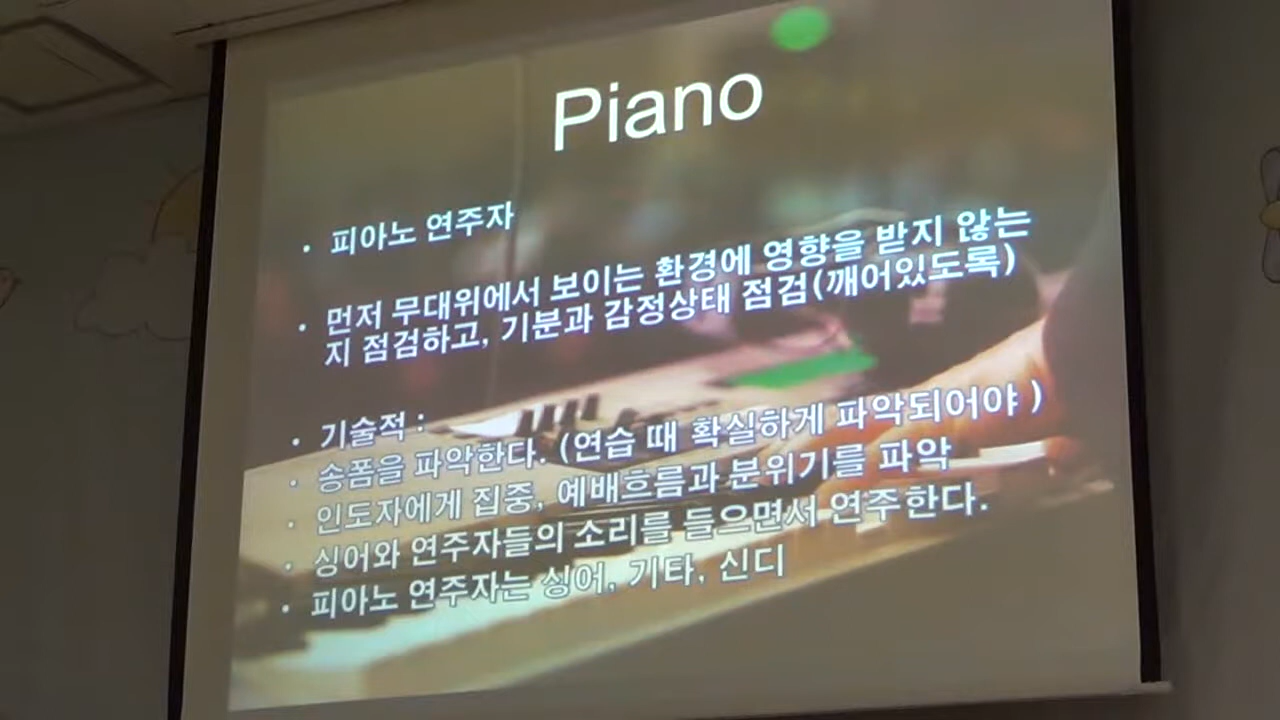 Piano
• 피아노 연주자
• 먼저 무대위에서 보이는 환경에 영향을 받지 않는
지 점검하고, 기분과 감정상태 점검(깨어있도록)
• 기술적 :
• 송폼을 파악한다. (연습 때 확실하게 파악되어야 )
• 인도자에게 집중, 예배흐름과 분위기를 파악
• 싱어와 연주자들의 소리를 들으면서 연주한다.
• 피아노 연주자는 싱어, 기타, 신디